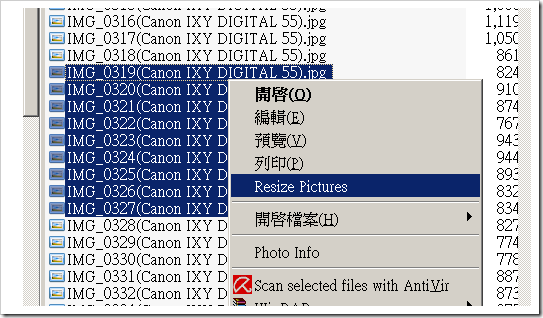 IMG_0316(Canon IXY DIGITAL 55).jpg 1,119
IMG_0317(Canon IXY DIGITAL 55).jpg 1,050
IMG_0318(Canon IXY DIGITAL 55).jpg 861
IMG_0319(Canon IXY DIGITAL 55).jpg 824
IMG_0320(Canon IXY D 910
IMG_0321(Canon IXY D 874
IMG_0322(Canon IXY D 767
IMG_0323(Canon IXY D 943
IMG_0324(Canon IXY D 944
IMG_0325(Canon IXY D 893
IMG_0326(Canon IXY D 832
IMG_0327(Canon IXY D 834
IMG_0328(Canon IXY D 827
IMG_0329(Canon IXY D 774
IMG_0330(Canon IXY D 778
IMG_0331(Canon IXY D 887
IMG_0332(Canon IXY D 873
開啓(O)
編輯(E)
預覽(V)
列印(P)
Resize Pictures
開啓檔案(H)
Photo Info
Scan selected files with AntiVir